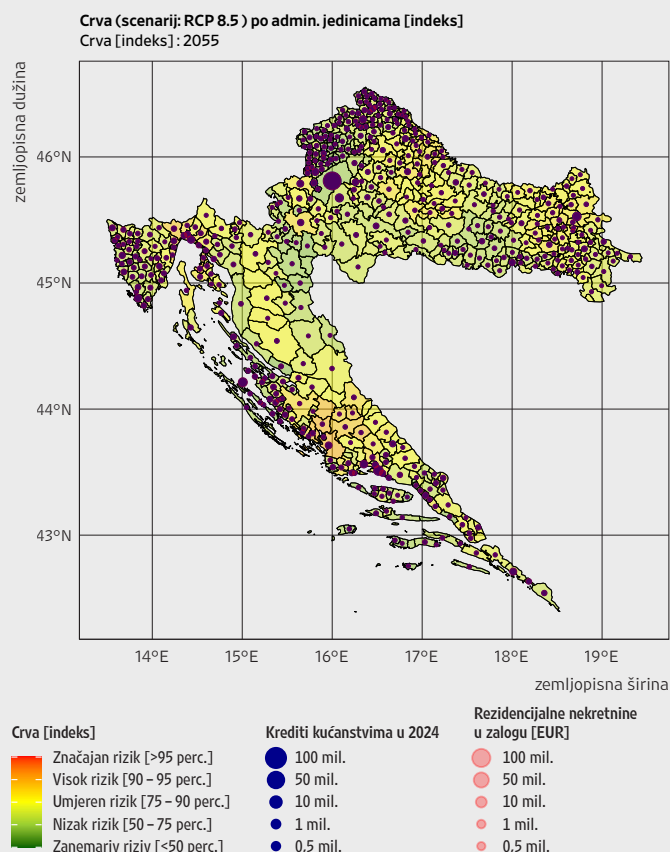 Crva (scenarij: RCP 8.5 ) po admin. jedinicama [indeks]
Crva [indeks] : 2055
zemljopisna dužina
46°N
45°N
44°N
43°N
14°E 15°E 16°E 17°E 18°E 19°E
zemljopisna širina
Crva [indeks]
Značajan rizik [>95 perc.]
Visok rizik [90 – 95 perc.]
Umjeren rizik [75 – 90 perc.]
Nizak rizik [50 – 75 perc.]
Zanemariv riziv [<50 perc.]
Krediti kućanstvima u 2024
100 mil.
50 mil.
10 mil.
1 mil.
0,5 mil.
Rezidencijalne nekretnine
u zalogu [EUR]
100 mil.
50 mil.
10 mil.
1 mil.
0,5 mil.